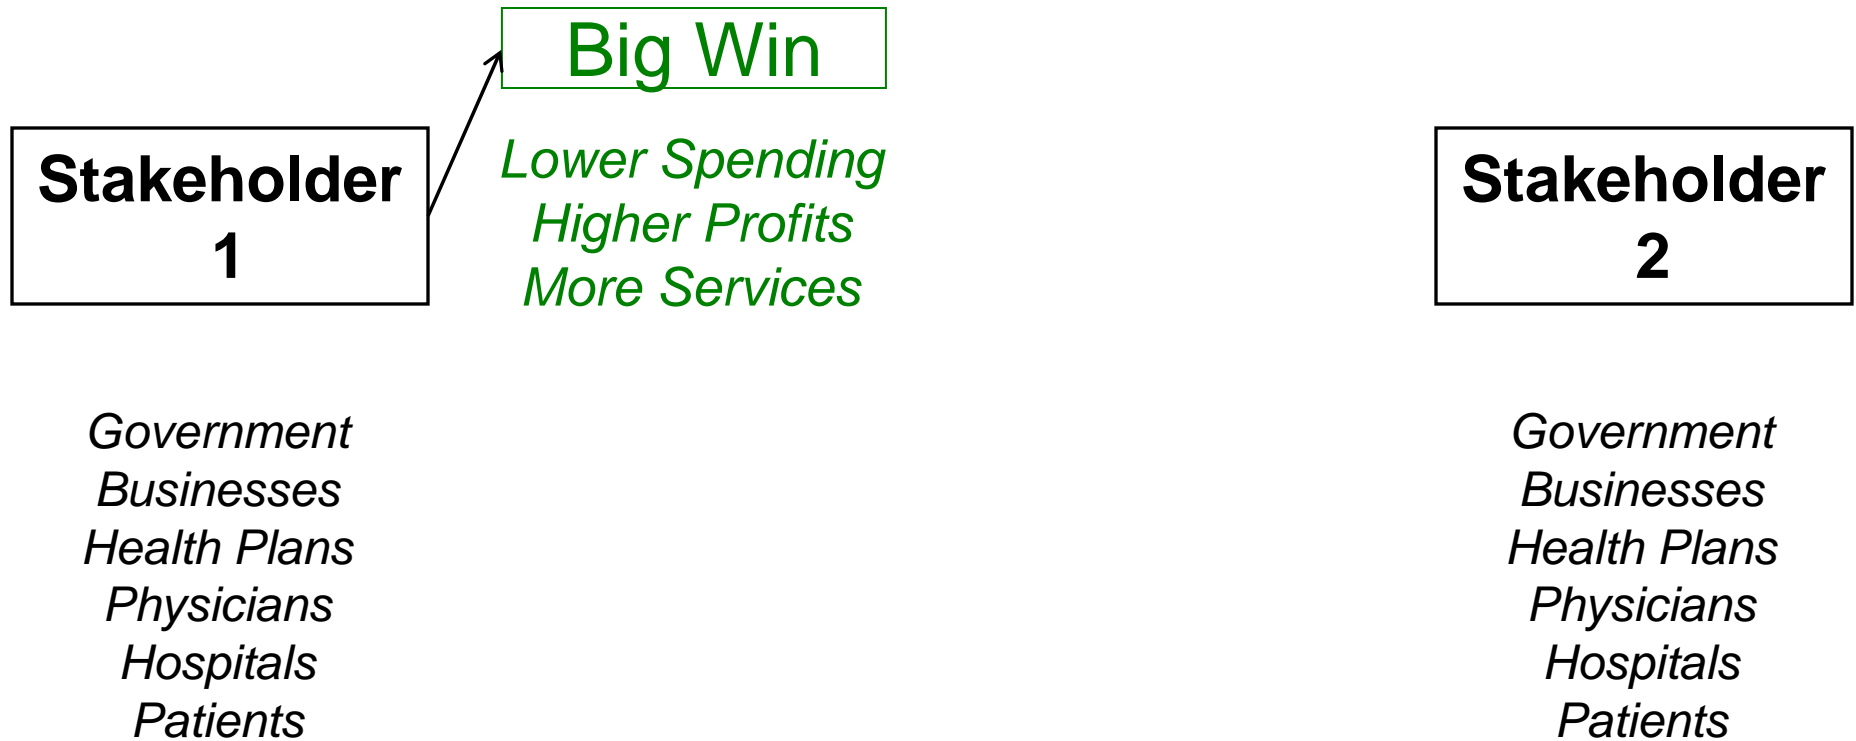 Big Win
Stakeholder
1
Lower Spending
Higher Profits
More Services
Stakeholder
2
Government
Businesses
Health Plans
Physicians
Hospitals
Patients
Government
Businesses
Health Plans
Physicians
Hospitals
Patients